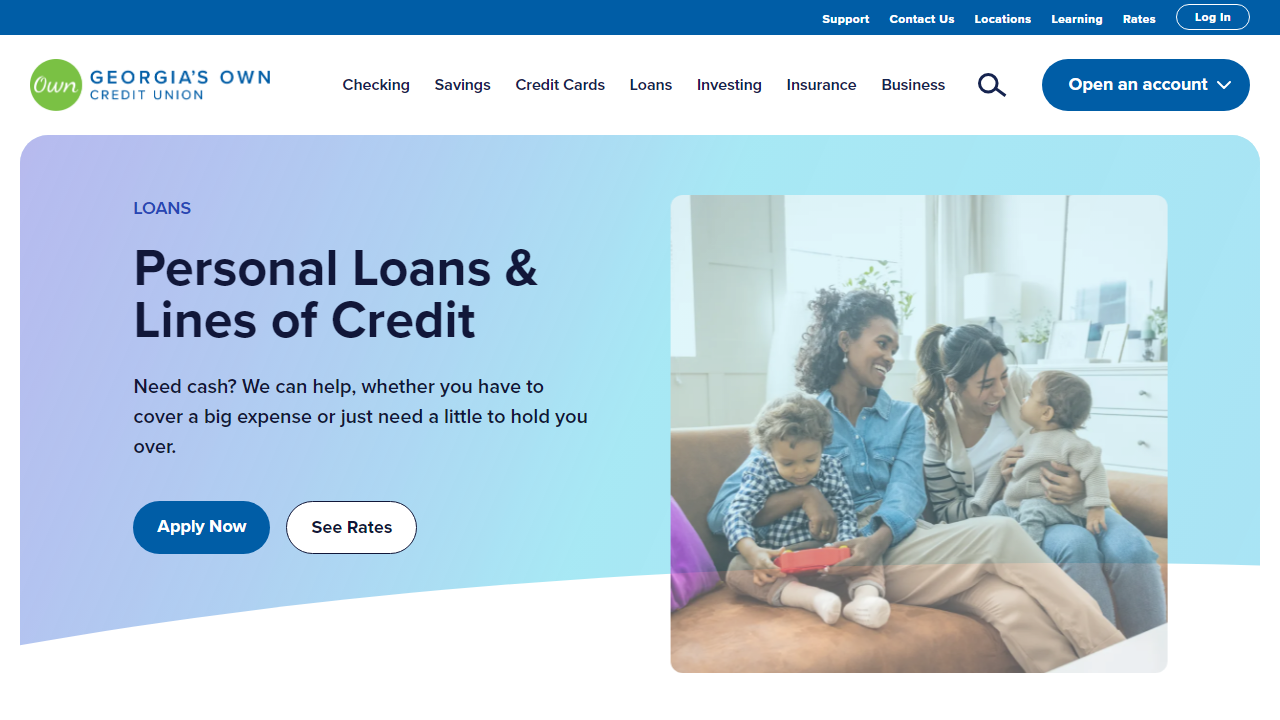 Support Contact Us Locations Learning Rates Log In
Own GEORGIA'S OWN
CREDIT UNION
Checking Savings Credit Cards Loans Investing Insurance Business Open an account
LOANS
Personal Loans &
Lines of Credit
Need cash? We can help, whether you have to
cover a big expense or just need a little to hold you
over.
Apply Now See Rates